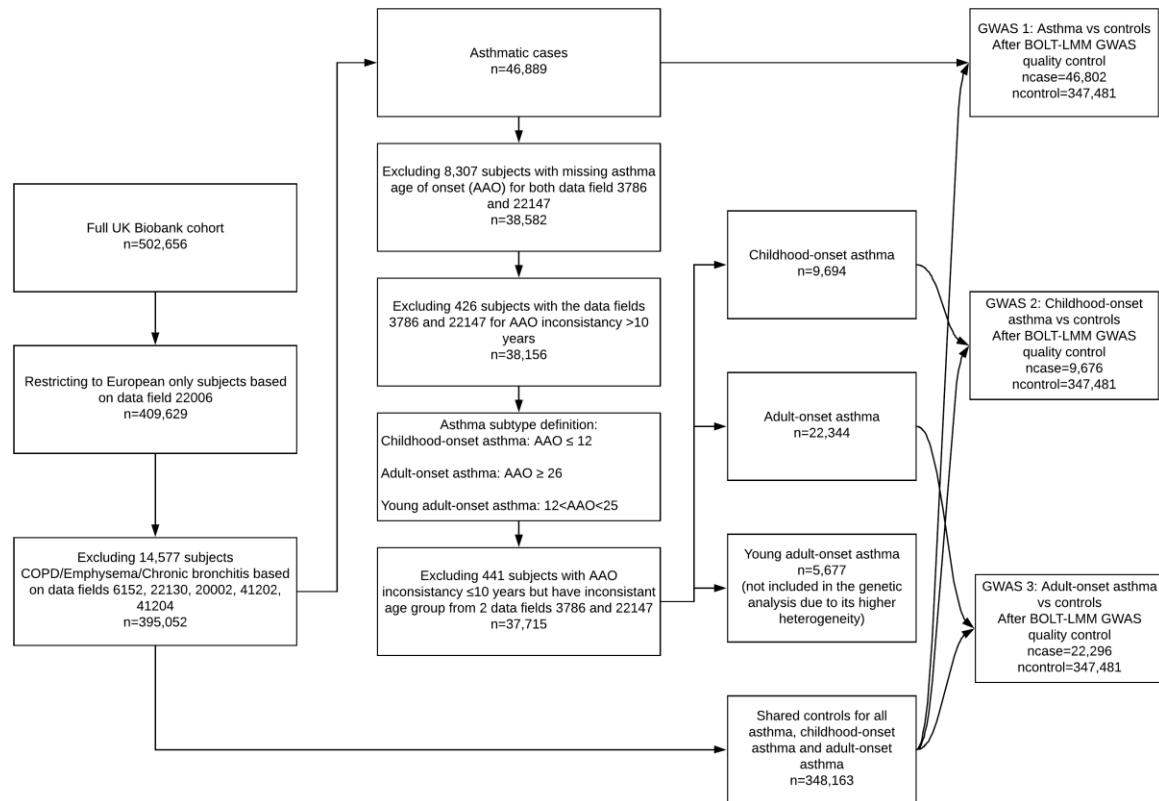 Full UK Biobank cohort
n=502,656
Restricting to European only subjects based
on data field 22006
n=409,629
Excluding 14,577 subjects
COPD/Emphysema/Chronic bronchitis based
on data fields 6152, 22130, 20002, 41202,
41204
n=395,052
Asthmatic cases
n=46,889
Excluding 8,307 subjects with missing asthma
age of onset (AAO) for both data field 3786
and 22147
n=38,582
Excluding 426 subjects with the data fields
3786 and 22147 for AAO inconsistancy >10
years
n=38,156
Asthma subtype definition:
Childhood-onset asthma: AAO ≤ 12
Adult-onset asthma: AAO ≥ 26
Young adult-onset asthma: 12<AAO<25
Excluding 441 subjects with AAO
inconsistency ≤10 years but have inconsistant
age group from 2 data fields 3786 and 22147
n=37,715
Childhood-onset asthma
n=9,694
Adult-onset asthma
n=22,344
Young adult-onset asthma
n=5,677
(not included in the genetic
analysis due to its higher
heterogeneity)
Shared controls for all
asthma, childhood-onset
asthma and adult-onset
asthma
n=348,163
GWAS 1: Asthma vs controls
After BOLT-LMM GWAS
quality control
ncase=46,802
ncontrol=347,481
GWAS 2: Childhood-onset
asthma vs controls
After BOLT-LMM GWAS
quality control
ncase=9,676
ncontrol=347,481
GWAS 3: Adult-onset asthma
vs controls
After BOLT-LMM GWAS
quality control
ncase=22,296
ncontrol=347,481